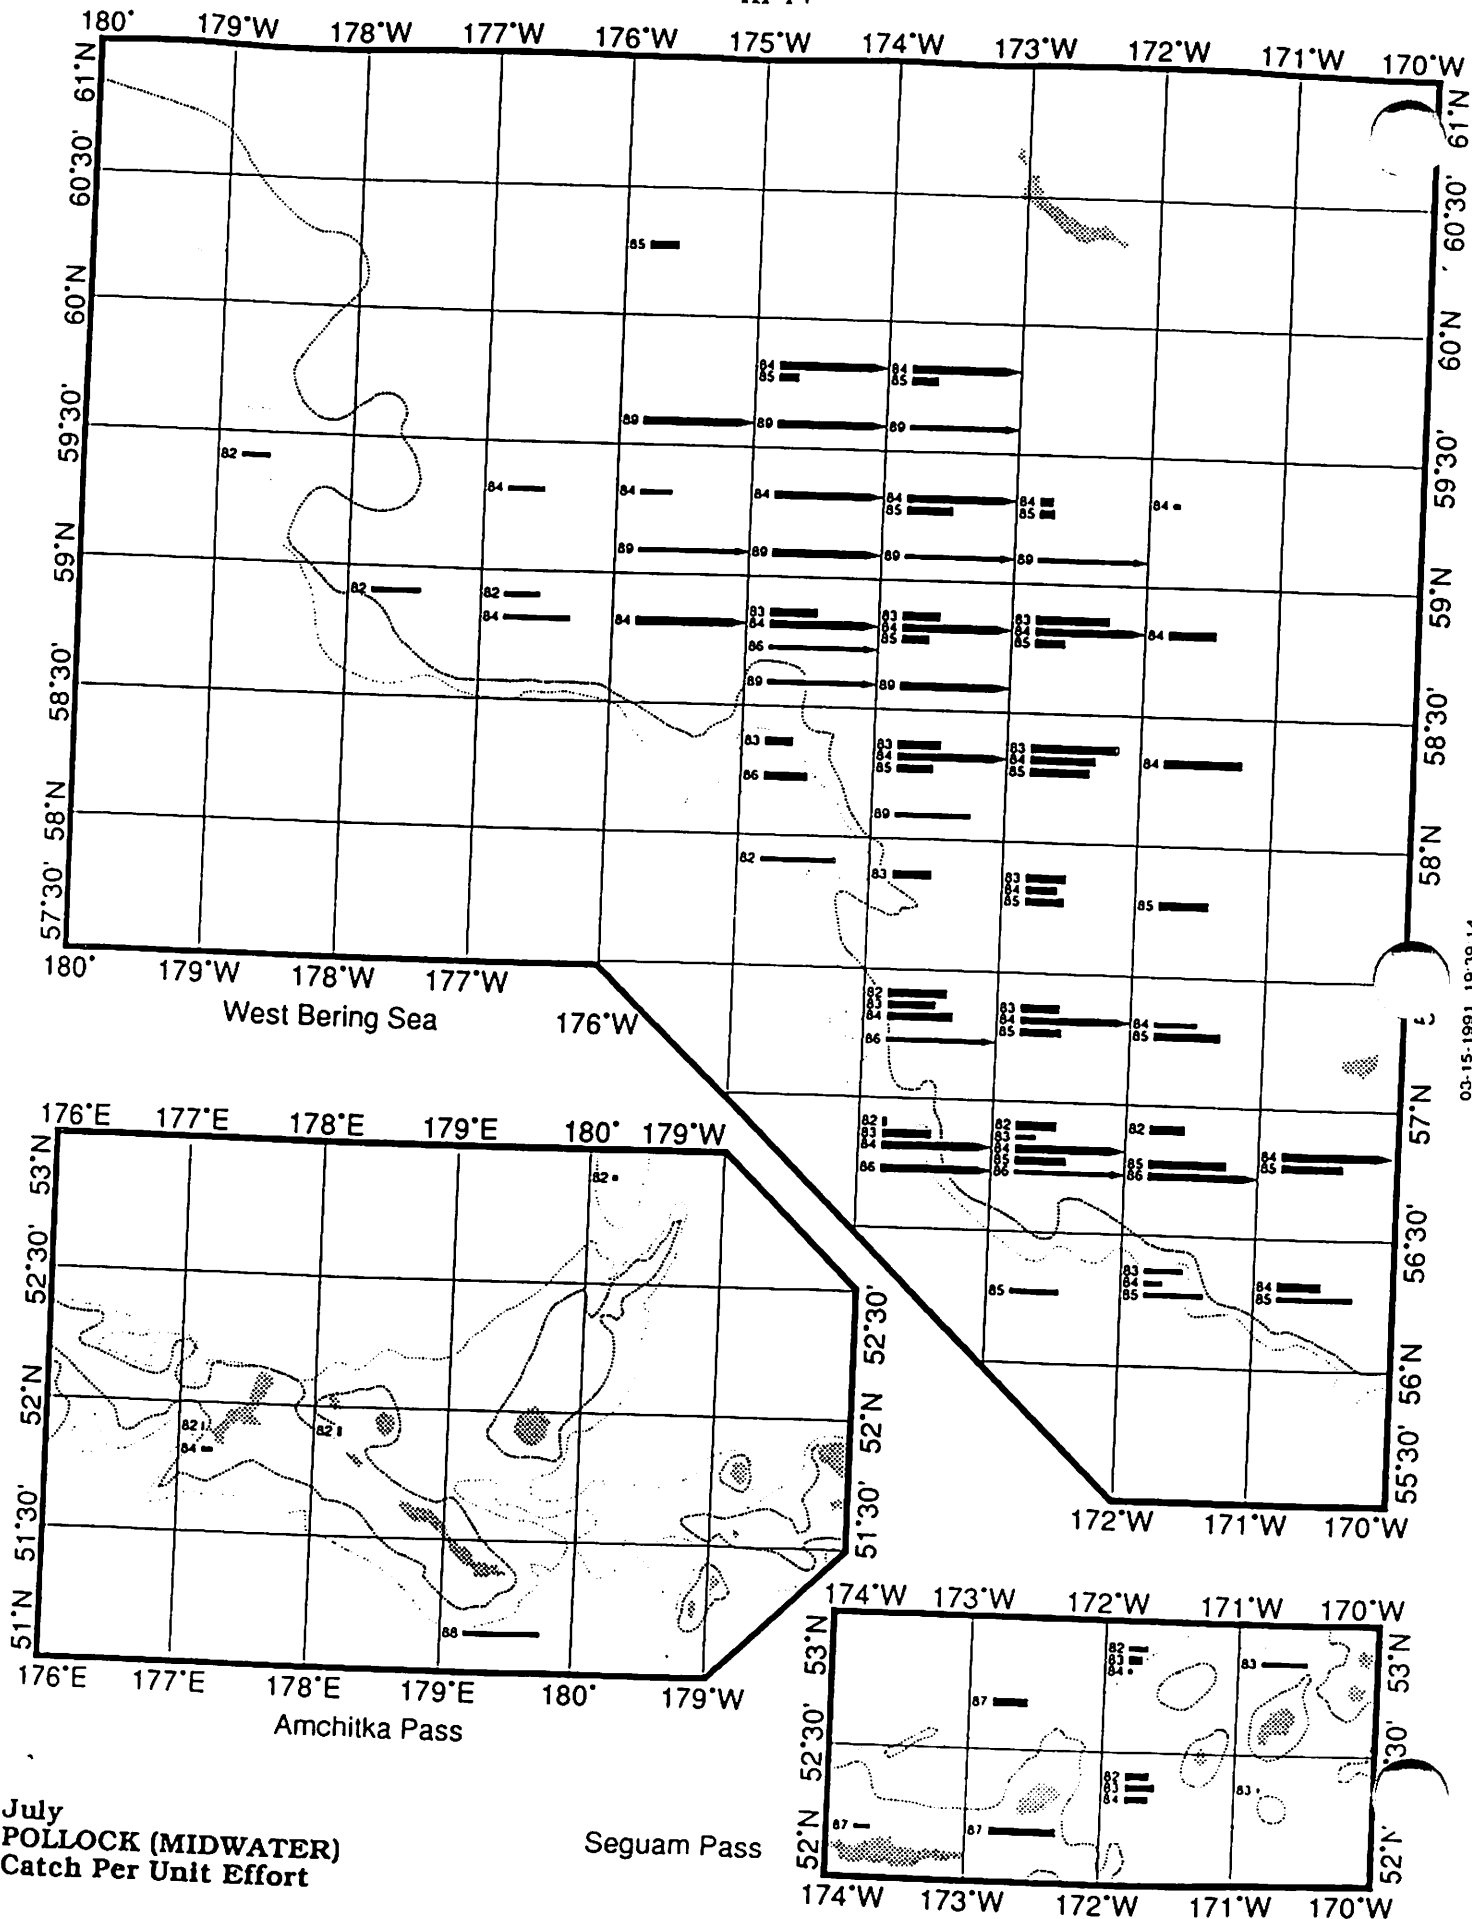 180° 179°W 178°W 177°W 176°W 175°W 174°W 173°W 172°W 171°W 170°W
61°N 61°N
60°30' 60°30'
85
60°N 60°N
84 84
85 85
59°30' 59°30'
89 89 89
82
84 84 84 84 84 84
85 85
59°N 59°N
89 89 89 89
82 82 83 83 83
84 84 84 84 84 84
85 85
86
58°30' 58°30'
89 89
83 83 83
84 84 84
86 85 85
58°N 58°N
89
82 83 83
84
85 85
57°30'
180° 179°W 178°W 177°W
West Bering Sea
176°W
82 83
83 84 84
84 85 85
86
57°N
82 82 82
83 83
84 84 84
85 85 85
86 86 86
56°30'
83
85 84 84
85 85
56°N
55°30'
172°W 171°W 170°W
03-15-1991 19:39.14
176°E 177°E 178°E 179°E 180° 179°W
53°N
82
52°30' 52°30'
52°N 52°N
82 82
84
51°30' 51°30'
51°N
88
176°E 177°E 178°E 179°E 180° 179°W
Amchitka Pass
174°W 173°W 172°W 171°W 170°W
53°N 53°N
82
83 83
84
87
52°30' 30'
82
83 83
84
87 87
52°N
174°W 173°W 172°W 171°W 170°W
Seguam Pass
July
POLLOCK (MIDWATER)
Catch Per Unit Effort